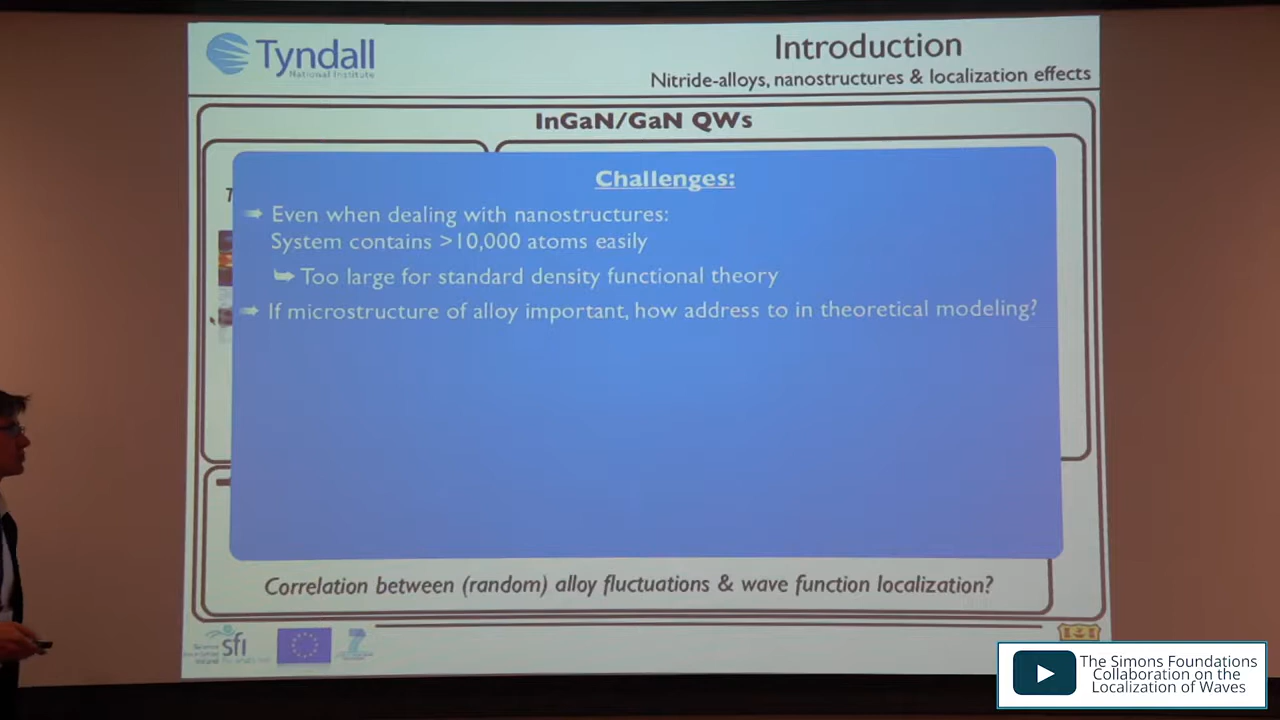 Tyndall
National Institute
Introduction
Nitride-alloys, nanostructures & localization effects
InGaN/GaN QWs
Challenges:
Even when dealing with nanostructures:
System contains >10,000 atoms easily
Too large for standard density functional theory
If microstructure of alloy important, how address to in theoretical modeling?
Correlation between (random) alloy fluctuations & wave function localization?
sfi
The Simons Foundations
Collaboration on the
Localization of Waves